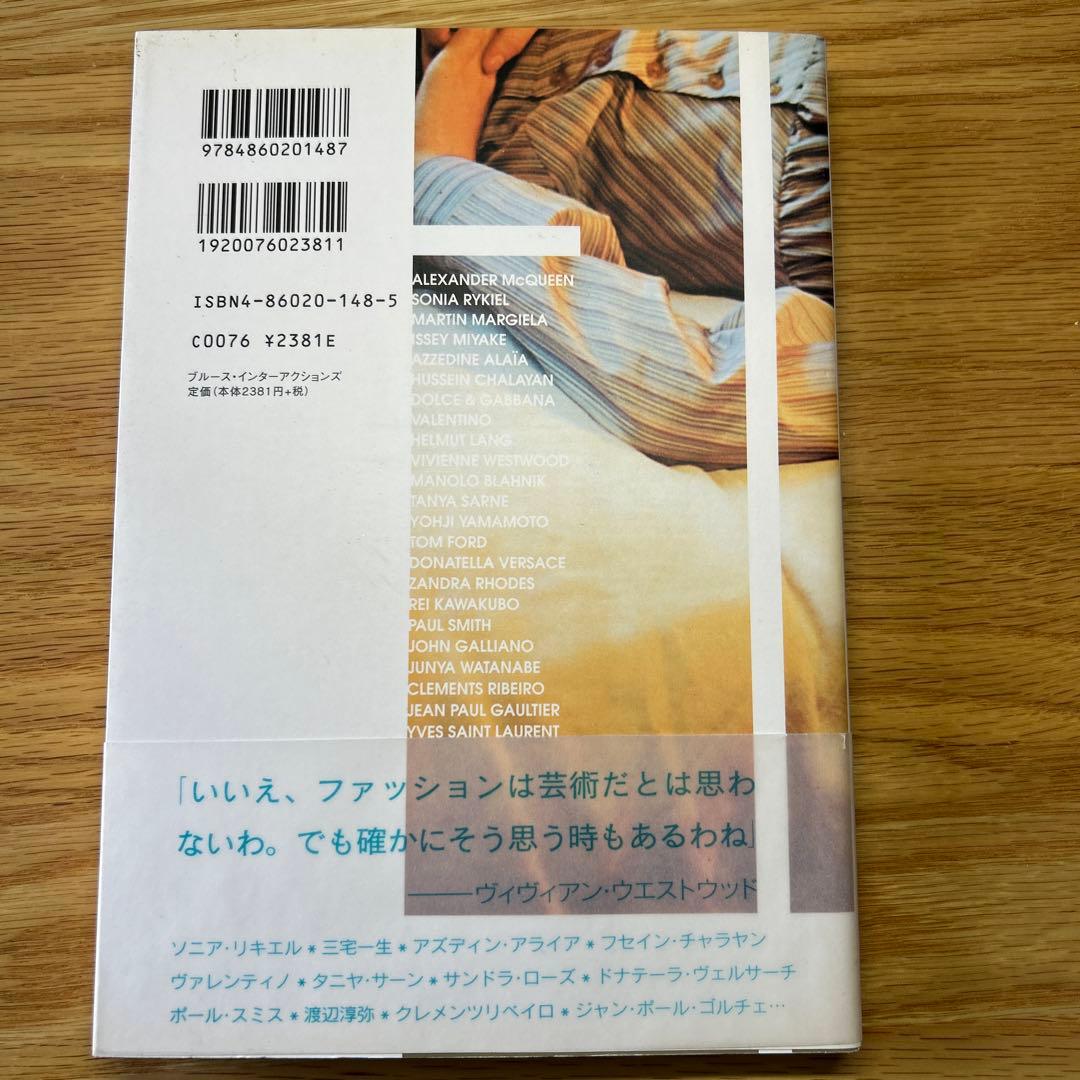 9784860201487
1920076023811
ISBN4-86020-148-5
C0076 ¥2381E
ブルース・インターアクションズ
定価（本体2381円+税）
ALEXANDER McQUEEN
SONIA RYKIEL
MARTIN MARGIELA
ISSEY MIYAKE
AZZEDINE ALAÏA
HUSSEIN CHALAYAN
DOLCE & GABBANA
VALENTINO
HELMUT LANG
VIVIENNE WESTWOOD
MANOLO BLAHNIK
TANYA SARNE
YOHJI YAMAMOTO
TOM FORD
DONATELLA VERSACE
ZANDRA RHODES
REI KAWAKUBO
PAUL SMITH
JOHN GALLIANO
JUNYA WATANABE
CLEMENTS RIBEIRO
JEAN PAUL GAULTIER
YVES SAINT LAURENT
「いいえ、ファッションは芸術だとは思わ
ないわ。でも確かにそう思う時もあるわね」
――ヴィヴィアン・ウエストウッド
ソニア・リキエル＊三宅一生＊アズディン・アライア＊フセイン・チャラヤン
ヴァレンティノ＊タニヤ・サーン＊サンドラ・ローズ＊ドナテーラ・ヴェルサーチ
ポール・スミス＊渡辺淳弥＊クレメンツリベイロ＊ジャン・ポール・ゴルチェ…